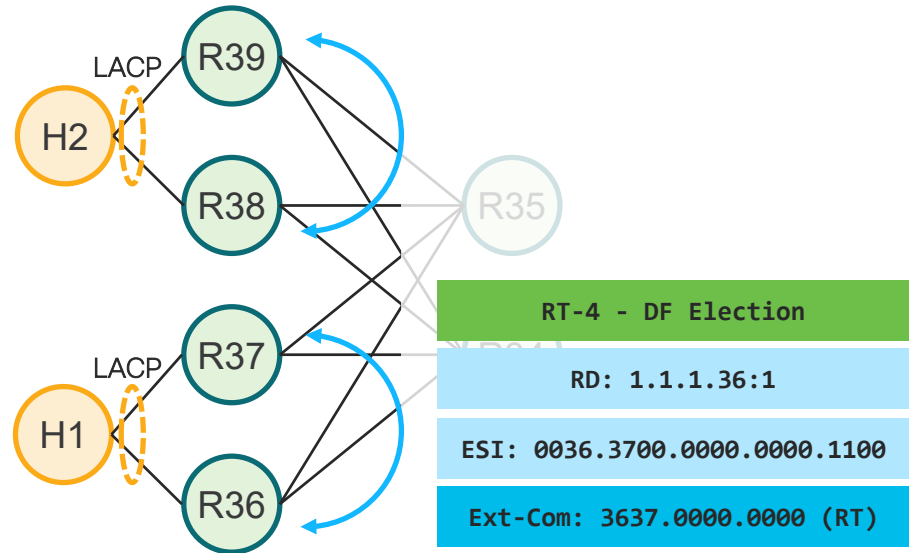 R39
LACP
H2
R38
R35
RT-4 - DF Election
RD: 1.1.1.36:1
R37
LACP
H1
ESI: 0036.3700.0000.0000.1100
R36
Ext-Com: 3637.0000.0000 (RT)